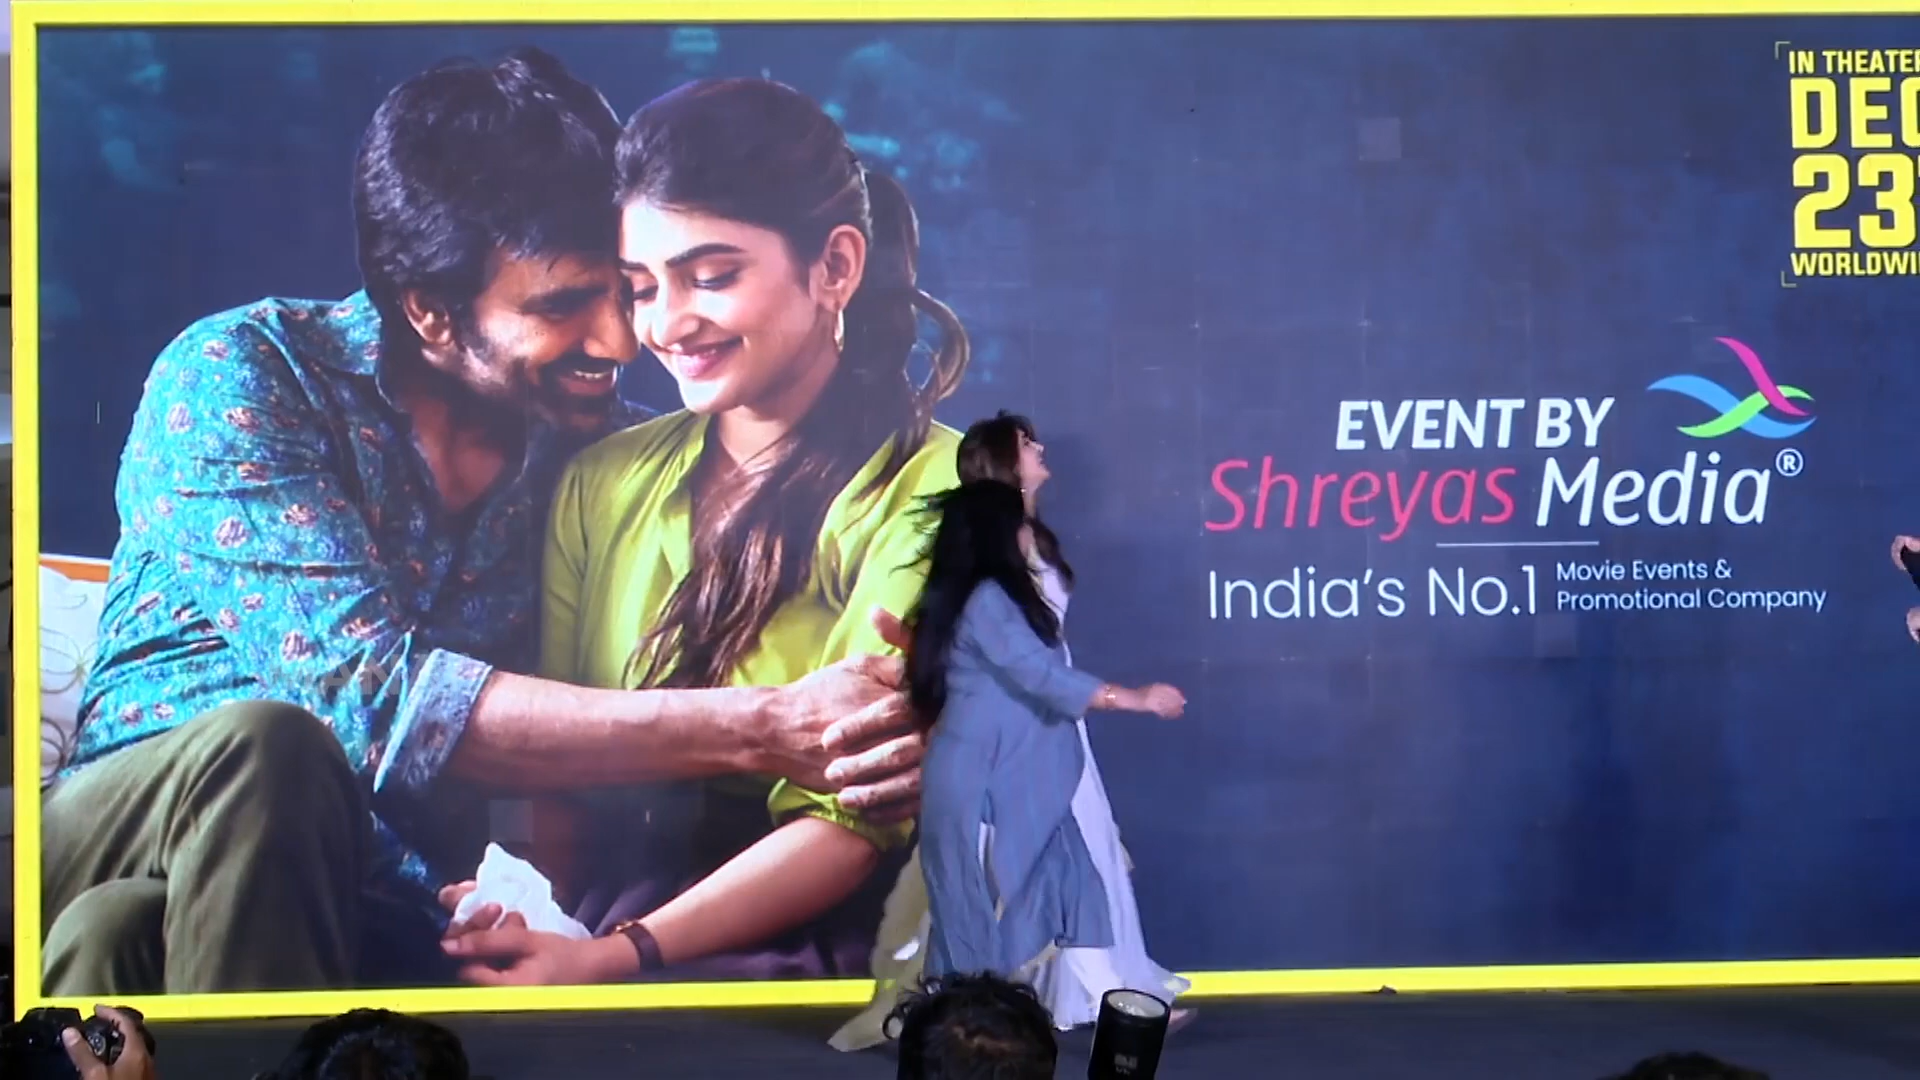 IN THEATER
DEC
23
WORLDWI
EVENT BY
Shreyas Media®
India's No.1
Movie Events &
Promotional Company